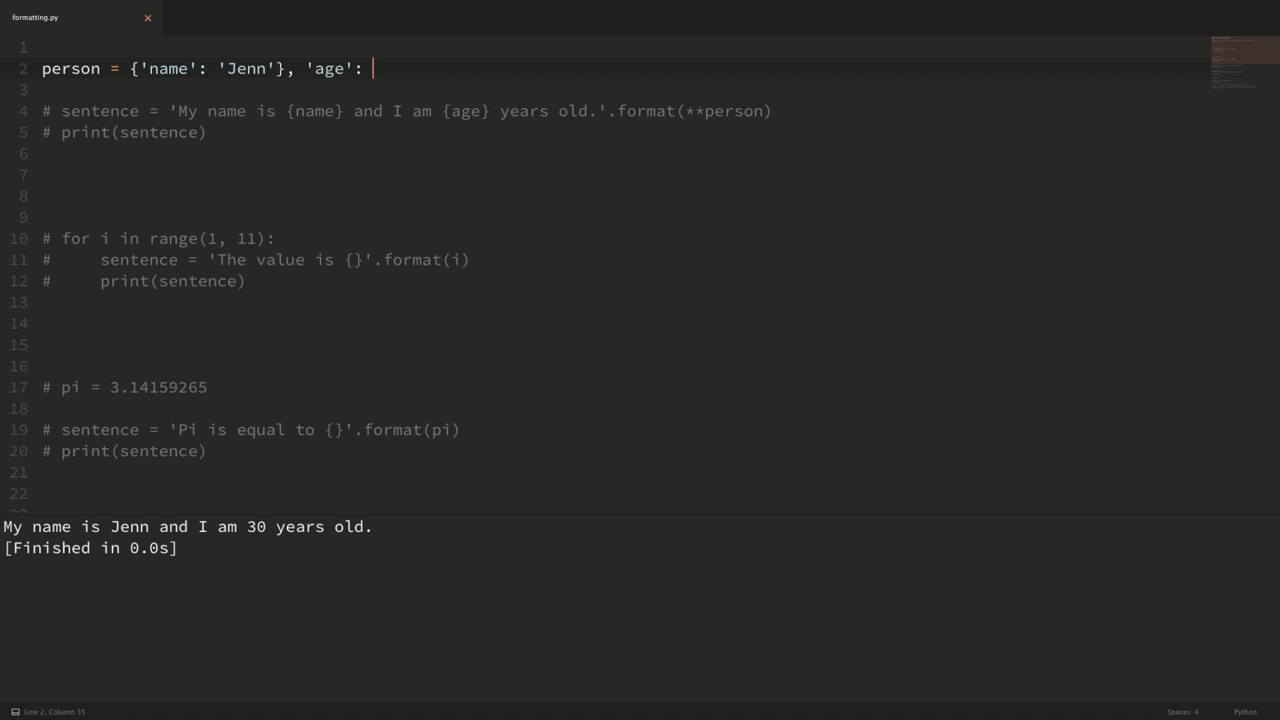 formatting.py
1
2 person = {'name': 'Jenn'}, 'age':
3
4 # sentence = 'My name is {name} and I am {age} years old.'.format(**person)
5 # print(sentence)
6
7
8
9
10 # for i in range(1, 11):
11 #     sentence = 'The value is {}'.format(i)
12 #     print(sentence)
13
14
15
16
17 # pi = 3.14159265
18
19 # sentence = 'Pi is equal to {}'.format(pi)
20 # print(sentence)
21
22
My name is Jenn and I am 30 years old.
[Finished in 0.0s]
Line 2, Column 35
Spaces: 4
Python